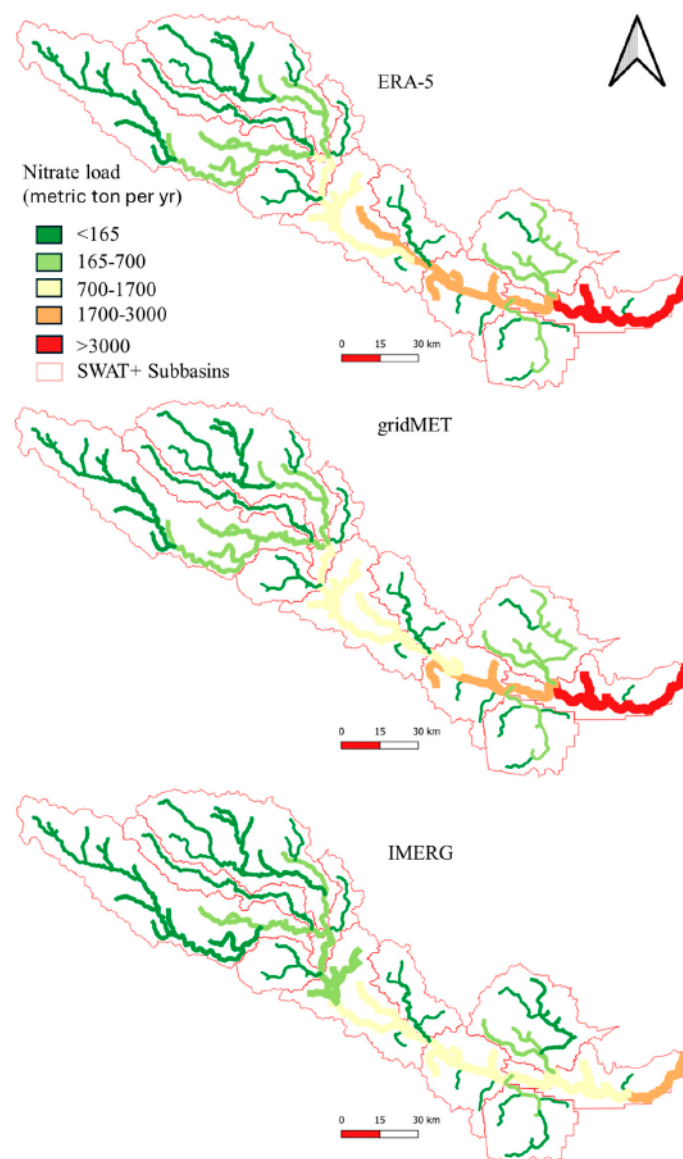 ERA-5
Nitrate load
(metric ton per yr)
<165
165-700
700-1700
1700-3000
>3000
SWAT+ Subbasins
0 15 30 km
gridMET
0 15 30 km
IMERG
0 15 30 km